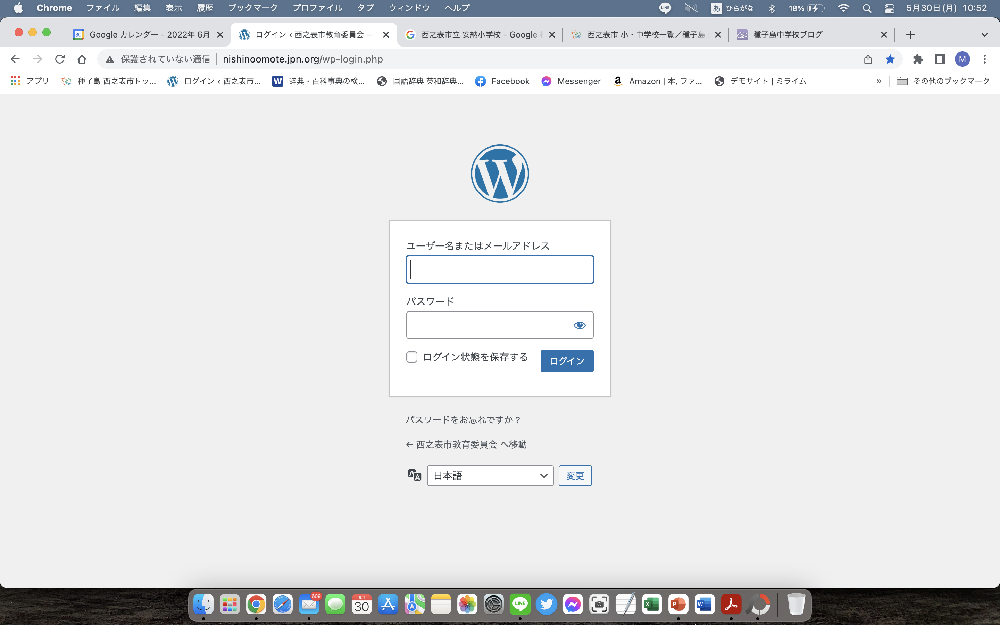 Chrome ファイル 編集 表示 履歴 ブックマーク プロファイル タブ ウィンドウ ヘルプ LINE あ ひらがな 18% 5月30日(月) 10:52
30 Google カレンダー - 2022年 6月 ログイン ‹ 西之表市教育委員会 — 西之表市立 安納小学校 - Google 西之表市 小・中学校一覧／種子島 種子島中学校ブログ
保護されていない通信 nishinoomote.jpn.org/wp-login.php M
アプリ 種子島 西之表市トッ... ログイン ‹ 西之表市... W 辞典・百科事典の検... 国語辞典 英和辞典... Facebook Messenger a Amazon | 本, ファ... デモサイト | ミライム » その他のブックマーク
ユーザー名またはメールアドレス
パスワード
ログイン状態を保存する ログイン
パスワードをお忘れですか ?
← 西之表市教育委員会 へ移動
日本語 変更
609 5月 30 LINE X P W